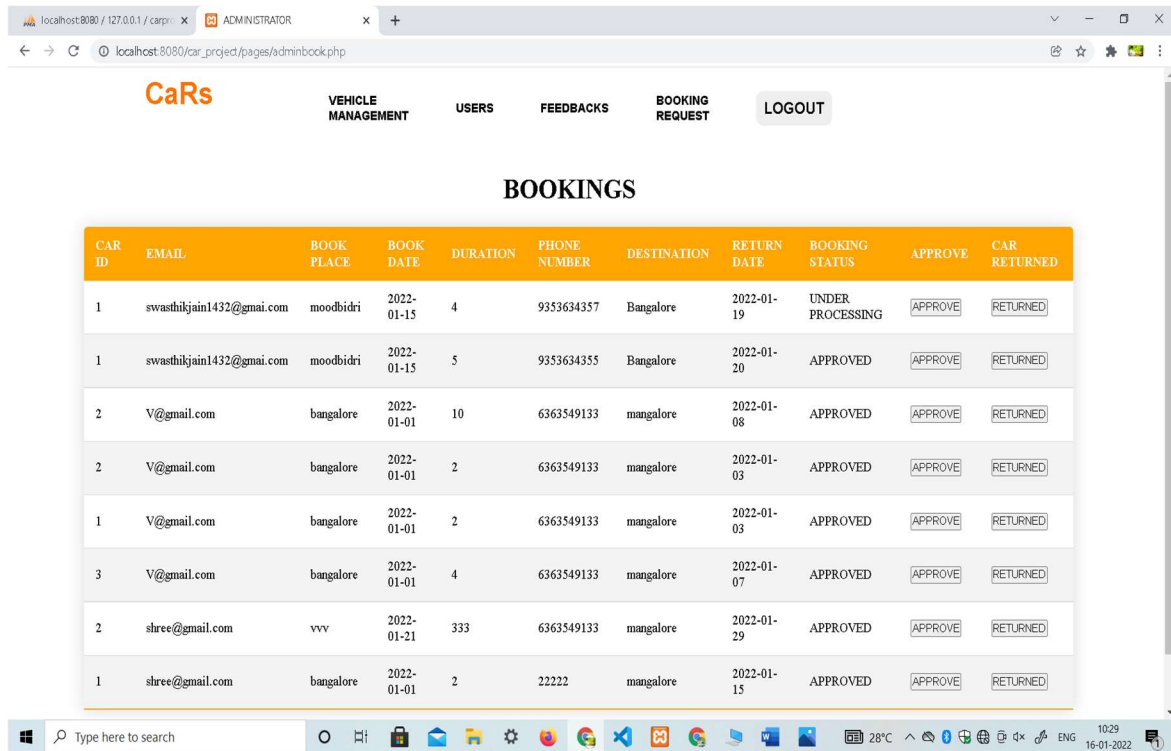 localhost:8080 / 127.0.0.1 / carpro
ADMINISTRATOR
localhost:8080/car_project/pages/adminbook.php
CaRs
VEHICLE MANAGEMENT USERS FEEDBACKS BOOKING REQUEST LOGOUT
BOOKINGS
CAR ID EMAIL BOOK PLACE BOOK DATE DURATION PHONE NUMBER DESTINATION RETURN DATE BOOKING STATUS APPROVE CAR RETURNED
1 swasthikjain1432@gmai.com moodbidri 2022-01-15 4 9353634357 Bangalore 2022-01-19 UNDER PROCESSING APPROVE RETURNED
1 swasthikjain1432@gmai.com moodbidri 2022-01-15 5 9353634355 Bangalore 2022-01-20 APPROVED APPROVE RETURNED
2 V@gmail.com bangalore 2022-01-01 10 6363549133 mangalore 2022-01-08 APPROVED APPROVE RETURNED
2 V@gmail.com bangalore 2022-01-01 2 6363549133 mangalore 2022-01-03 APPROVED APPROVE RETURNED
1 V@gmail.com bangalore 2022-01-01 2 6363549133 mangalore 2022-01-03 APPROVED APPROVE RETURNED
3 V@gmail.com bangalore 2022-01-01 4 6363549133 mangalore 2022-01-07 APPROVED APPROVE RETURNED
2 shree@gmail.com vvv 2022-01-21 333 6363549133 mangalore 2022-01-29 APPROVED APPROVE RETURNED
1 shree@gmail.com bangalore 2022-01-01 2 22222 mangalore 2022-01-15 APPROVED APPROVE RETURNED
Type here to search
28°C
ENG
10:29
16-01-2022